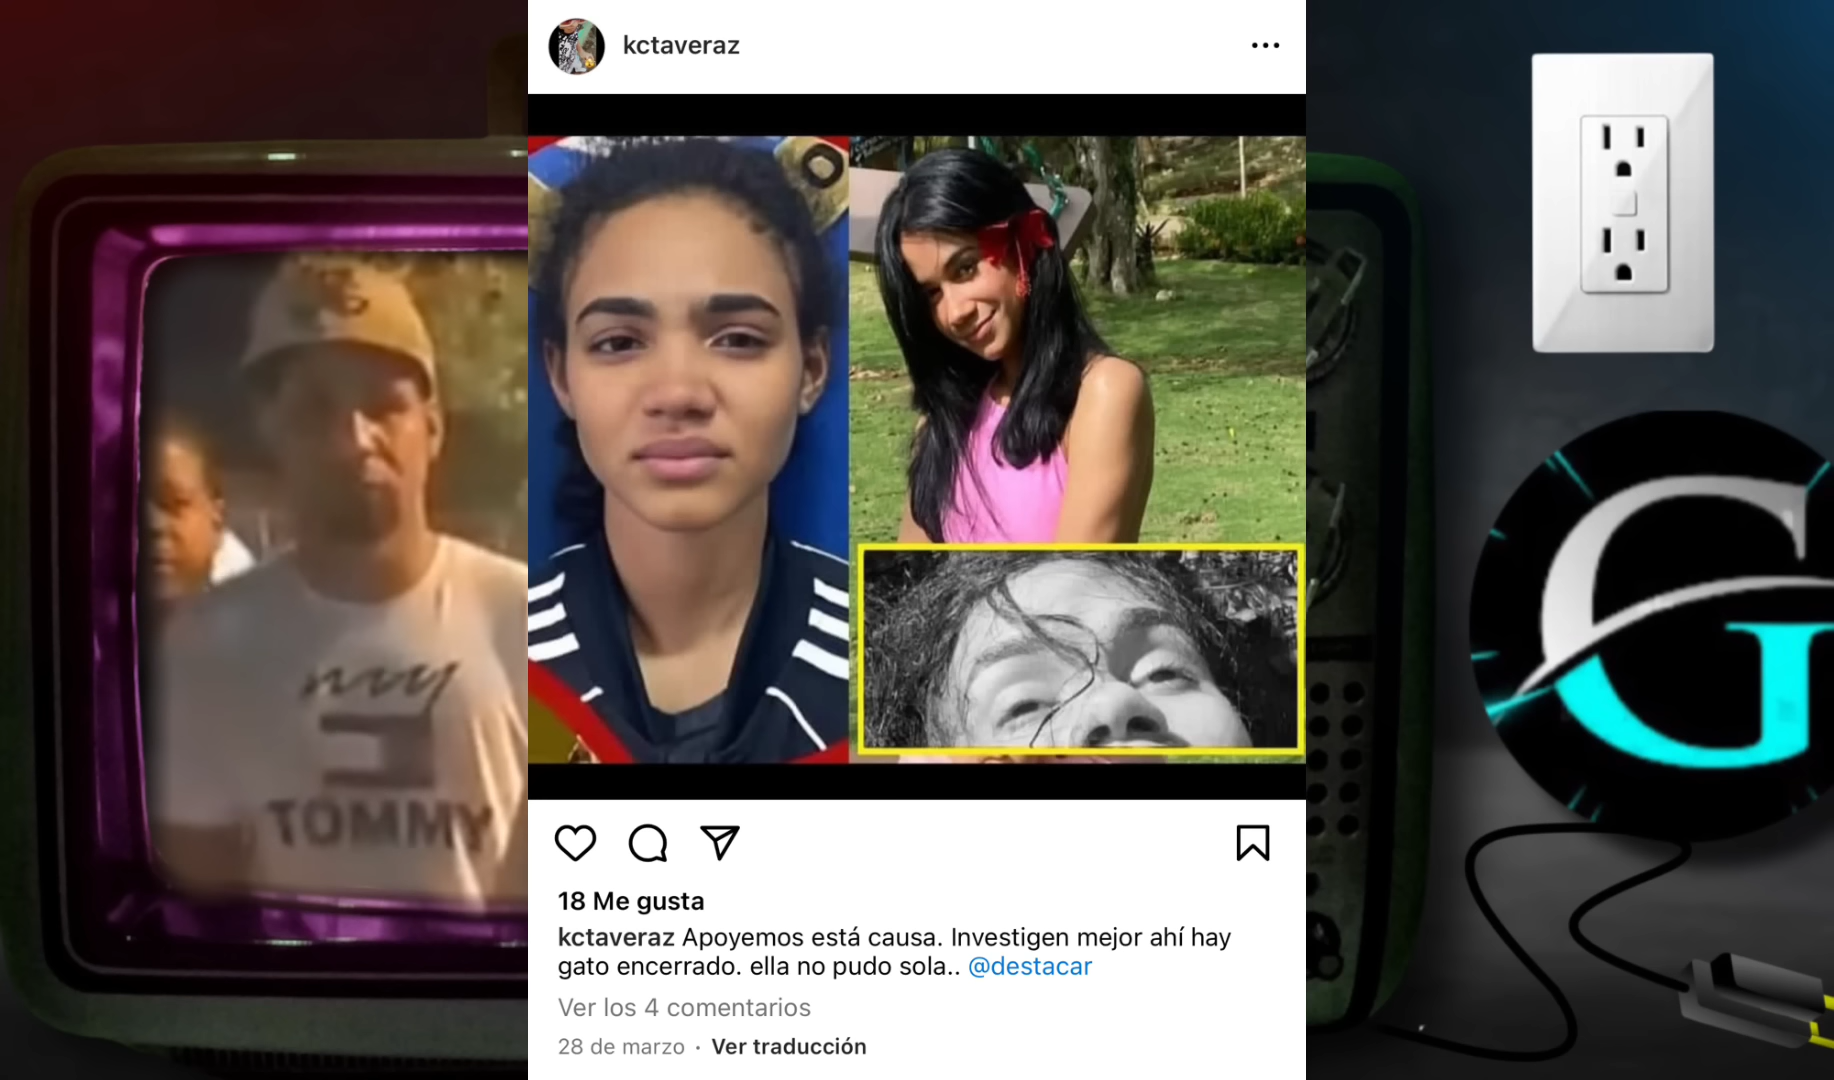 kctaveraz
my
TOMMY
G
18 Me gusta
kctaveraz Apoyemos está causa. Investigen mejor ahí hay
gato encerrado. ella no pudo sola.. @destacar
Ver los 4 comentarios
28 de marzo · Ver traducción